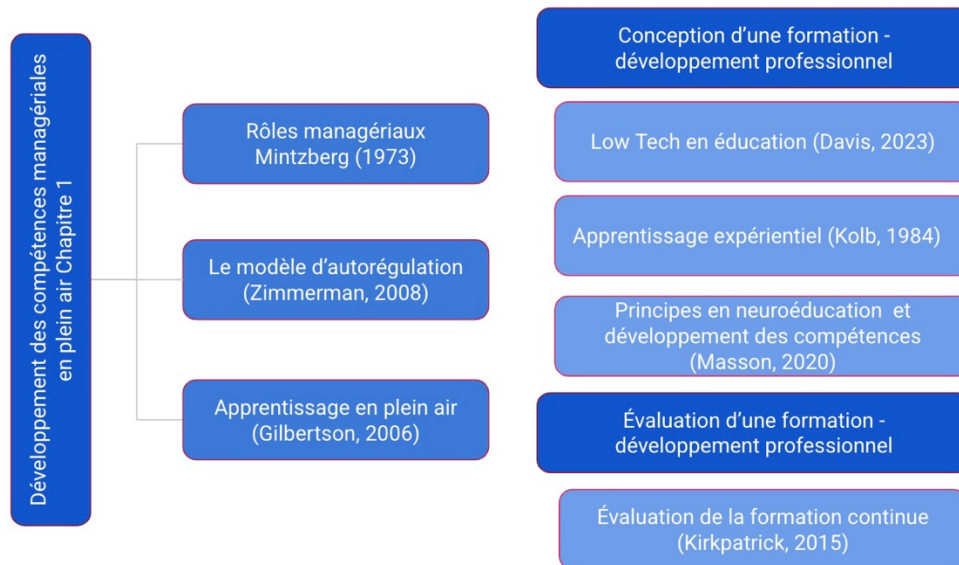 Développement des compétences managériales
en plein air Chapitre 1
Rôles managériaux
Mintzberg (1973)
Le modèle d’autorégulation
(Zimmerman, 2008)
Apprentissage en plein air
(Gilbertson, 2006)
Conception d’une formation -
développement professionnel
Low Tech en éducation (Davis, 2023)
Apprentissage expérientiel (Kolb, 1984)
Principes en neuroéducation et
développement des compétences
(Masson, 2020)
Évaluation d’une formation -
développement professionnel
Évaluation de la formation continue
(Kirkpatrick, 2015)